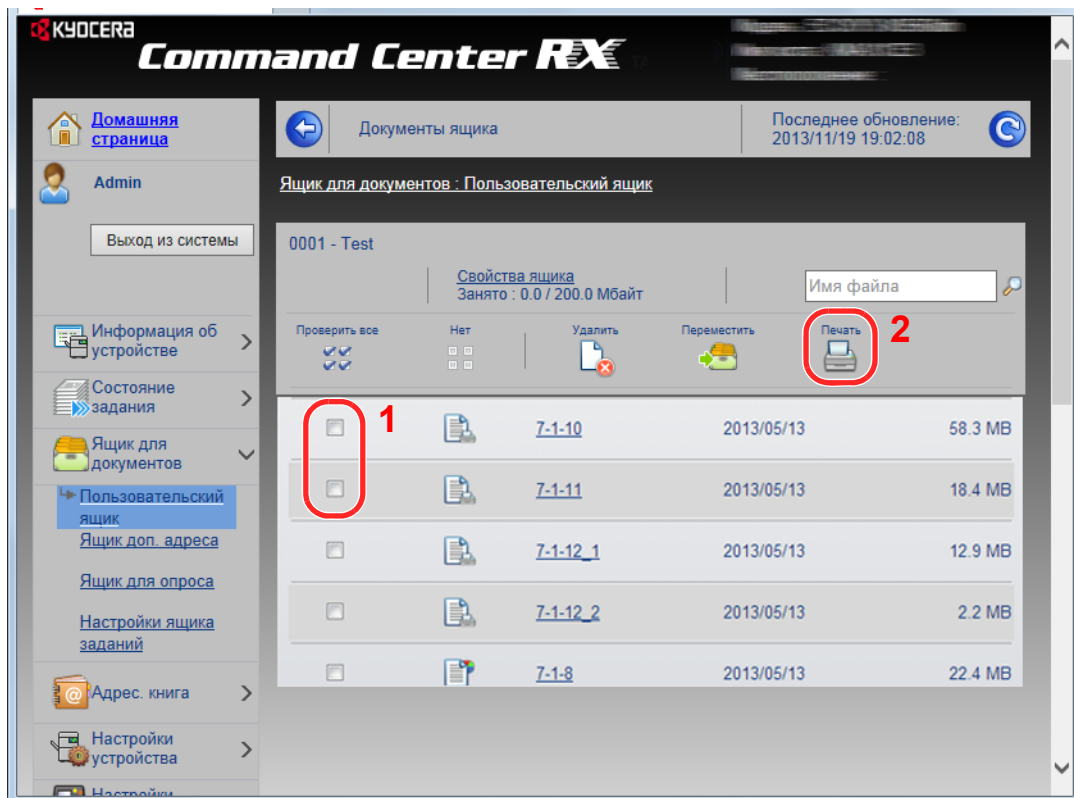 KYOCERA
Command Center RX
Домашняя
страница
Документы ящика
Последнее обновление:
2013/11/19 19:02:08
Admin
Ящик для документов : Пользовательский ящик
Выход из системы
0001 - Test
Свойства ящика
Занято : 0.0 / 200.0 Мбайт
Имя файла
Информация об
устройстве
Проверить все
Нет
Удалить
Переместить
Печать
2
Состояние
задания
1
7-1-10
2013/05/13
58.3 MB
Ящик для
документов
7-1-11
2013/05/13
18.4 MB
Пользовательский
ящик
Ящик доп. адреса
7-1-12_1
2013/05/13
12.9 MB
Ящик для опроса
Настройки ящика
заданий
7-1-12_2
2013/05/13
2.2 MB
7-1-8
2013/05/13
22.4 MB
Адрес. книга
Настройки
устройства
Настройки